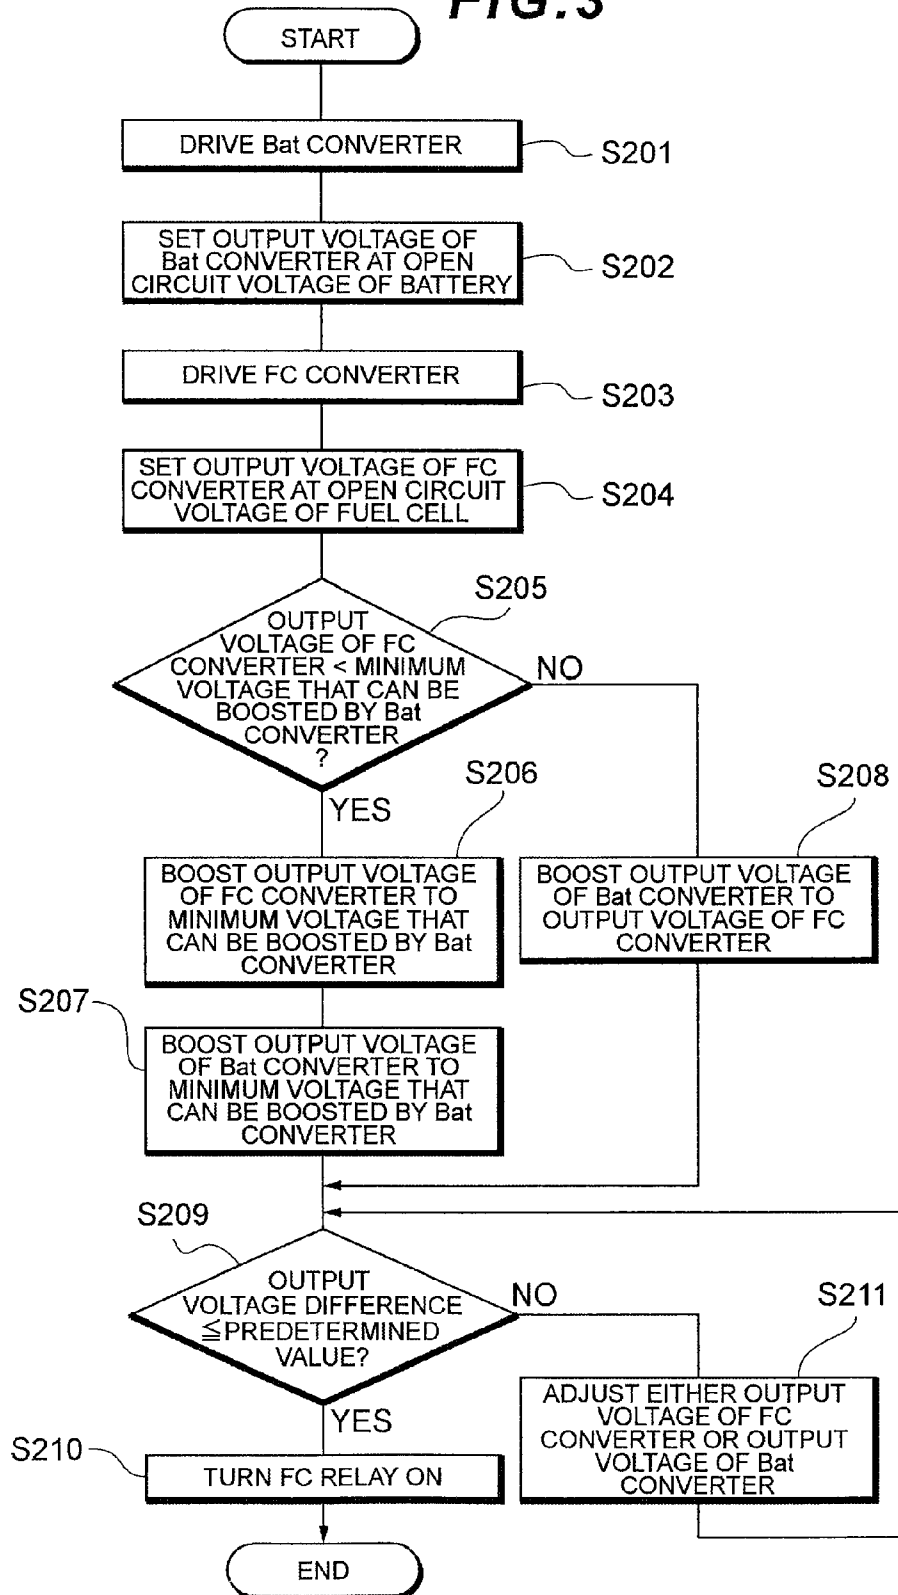 FIG.3
START
DRIVE Bat CONVERTER
S201
SET OUTPUT VOLTAGE OF
Bat CONVERTER AT OPEN
CIRCUIT VOLTAGE OF BATTERY
S202
DRIVE FC CONVERTER
S203
SET OUTPUT VOLTAGE OF FC
CONVERTER AT OPEN CIRCUIT
VOLTAGE OF FUEL CELL
S204
S205
OUTPUT
VOLTAGE OF FC
CONVERTER < MINIMUM
VOLTAGE THAT CAN BE
BOOSTED BY Bat
CONVERTER
?
NO
YES
S206
BOOST OUTPUT VOLTAGE
OF FC CONVERTER TO
MINIMUM VOLTAGE THAT
CAN BE BOOSTED BY Bat
CONVERTER
S208
BOOST OUTPUT VOLTAGE
OF Bat CONVERTER TO
OUTPUT VOLTAGE OF FC
CONVERTER
S207
BOOST OUTPUT VOLTAGE
OF Bat CONVERTER TO
MINIMUM VOLTAGE THAT
CAN BE BOOSTED BY Bat
CONVERTER
S209
OUTPUT
VOLTAGE DIFFERENCE
≦PREDETERMINED
VALUE?
NO
YES
S211
ADJUST EITHER OUTPUT
VOLTAGE OF FC
CONVERTER OR OUTPUT
VOLTAGE OF Bat
CONVERTER
S210
TURN FC RELAY ON
END